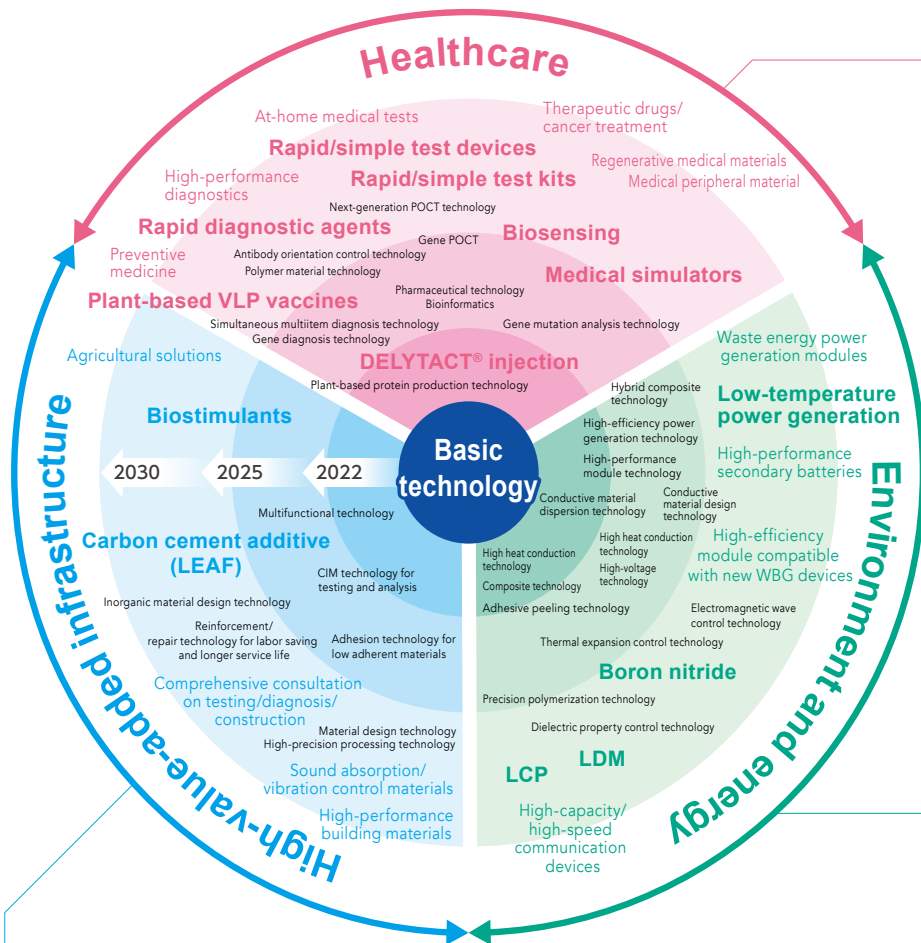 Healthcare
At-home medical tests
Therapeutic drugs/
cancer treatment
Rapid/simple test devices
Regenerative medical materials
Medical peripheral material
High-performance
diagnostics
Rapid/simple test kits
Next-generation POCT technology
Rapid diagnostic agents
Gene POCT
Biosensing
Antibody orientation control technology
Polymer material technology
Preventive
medicine
Medical simulators
Plant-based VLP vaccines
Pharmaceutical technology
Bioinformatics
Simultaneous multiitem diagnosis technology
Gene diagnosis technology
Gene mutation analysis technology
DELYTACT® injection
Plant-based protein production technology
Basic
technology
2030
2025
2022
High-value-added infrastructure
Agricultural solutions
Biostimulants
Multifunctional technology
Carbon cement additive
(LEAF)
CIM technology for
testing and analysis
Inorganic material design technology
Reinforcement/
repair technology for labor saving
and longer service life
Adhesion technology for
low adherent materials
Comprehensive consultation
on testing/diagnosis/
construction
Material design technology
High-precision processing technology
Sound absorption/
vibration control materials
High-performance
building materials
Environment and energy
Waste energy power
generation modules
Hybrid composite
technology
Low-temperature
power generation
High-efficiency power
generation technology
High-performance
module technology
High-performance
secondary batteries
Conductive material
dispersion technology
Conductive
material design
technology
High heat conduction
technology
High heat conduction
technology
High-voltage
technology
High-efficiency
module compatible
with new WBG devices
Composite technology
Adhesive peeling technology
Electromagnetic wave
control technology
Thermal expansion control technology
Boron nitride
Precision polymerization technology
Dielectric property control technology
LDM
LCP
High-capacity/
high-speed
communication
devices